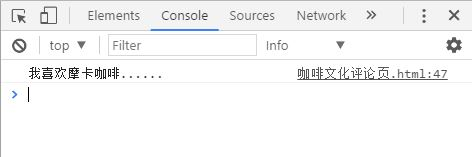 Elements Console Sources Network »
top ▼ Filter Info ▼
我喜欢摩卡咖啡...... 咖啡文化评论页.html:47
>